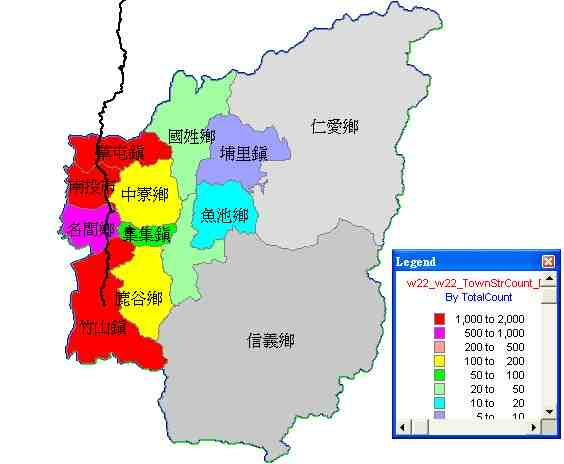 仁愛鄉
國姓鄉
草屯鎮
埔里鎮
南投市
中寮鄉
魚池鄉
名間鄉
集集鎮
鹿谷鄉
竹山鎮
信義鄉
Legend
w22_w22_TownStrCount_
By TotalCount
1,000 to 2,000
500 to 1,000
200 to 500
100 to 200
50 to 100
20 to 50
10 to 20
5 to 10